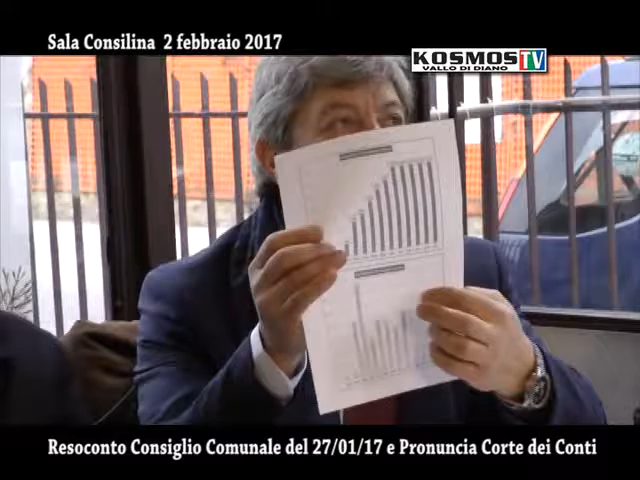 Sala Consilina 2 febbraio 2017
KOSMOS TV
VALLO DI DIANO
Resoconto Consiglio Comunale del 27/01/17 e Pronuncia Corte dei Conti